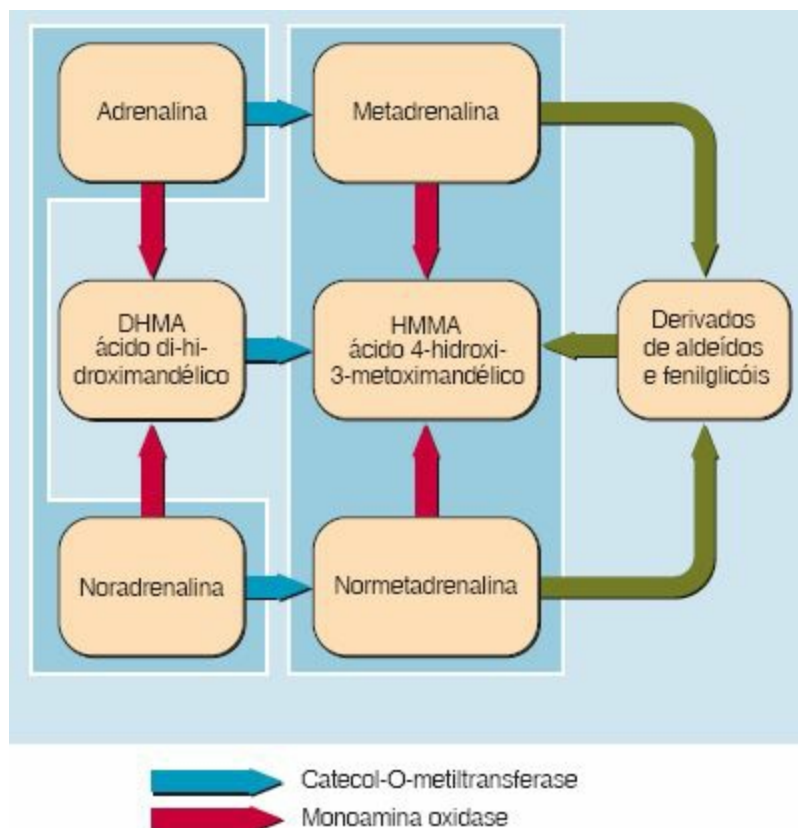 Adrenalina
Metadrenalina
DHMA
ácido di-hi-
droximandélico
HMMA
ácido 4-hidroxi-
3-metoximandélico
Derivados
de aldeídos
e fenilglicóis
Noradrenalina
Normetadrenalina
Catecol-O-metiltransferase
Monoamina oxidase